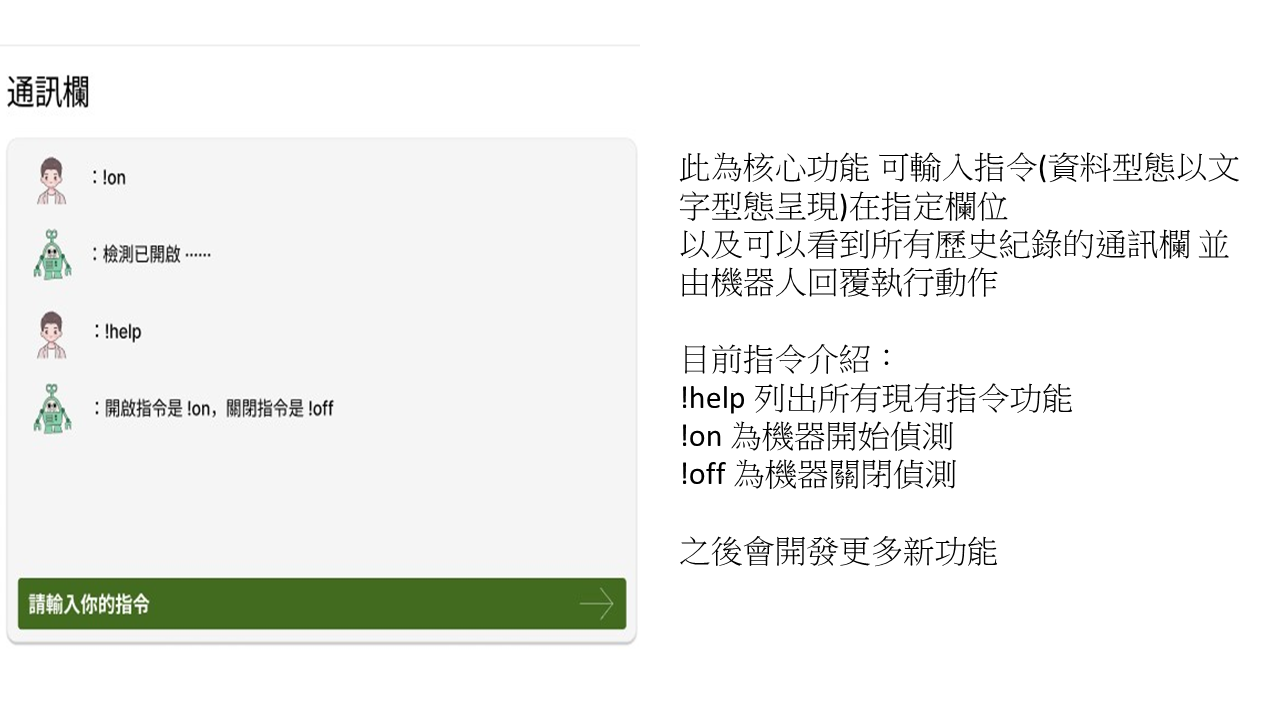 通訊欄
：!on
：檢測已開啟 ······
：!help
：開啟指令是 !on，關閉指令是 !off
請輸入你的指令
此為核心功能 可輸入指令(資料型態以文
字型態呈現)在指定欄位
以及可以看到所有歷史紀錄的通訊欄 並
由機器人回覆執行動作
目前指令介紹：
!help 列出所有現有指令功能
!on 為機器開始偵測
!off 為機器關閉偵測
之後會開發更多新功能